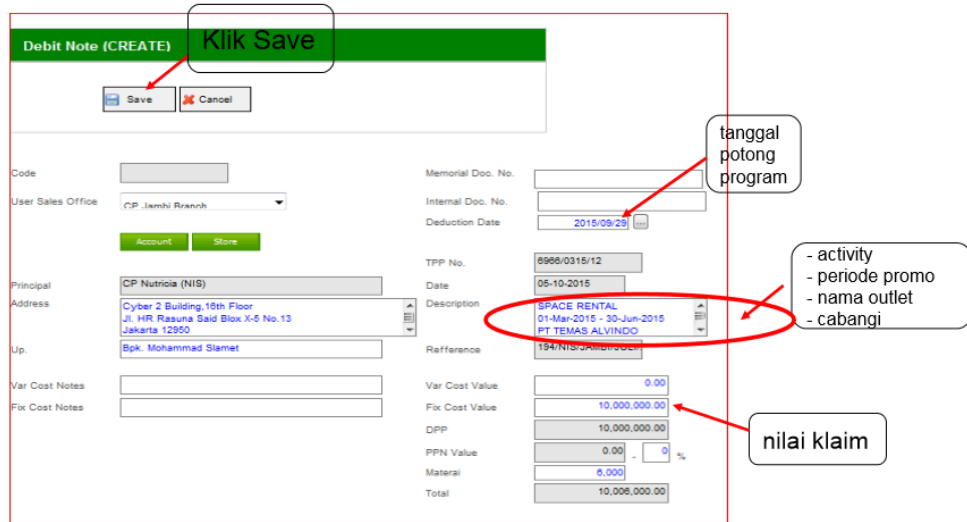 Debit Note (CREATE)
Klik Save
Save
Cancel
tanggal
potong
program
Code
Memorial Doc. No.
User Sales Office
CP Jambi Branch
Internal Doc. No.
Deduction Date
2015/09/29
...
Account
Store
- activity
- periode promo
- nama outlet
- cabangi
TPP No.
6966/0315/12
Principal
CP Nutricia (NIS)
Date
05-10-2015
Address
Cyber 2 Building,16th Floor
Jl. HR Rasuna Said Blox X-5 No.13
Jakarta 12950
Description
SPACE RENTAL
01-Mar-2015 - 30-Jun-2015
PT TEMAS ALVINDO
Up.
Bpk. Mohammad Slamet
Refference
194/NIS/JAMBI/JULI/
Var Cost Notes
Var Cost Value
0.00
Fix Cost Notes
Fix Cost Value
10,000,000.00
DPP
10,000,000.00
nilai klaim
PPN Value
0.00 - 0 %
Materai
6,000
Total
10,006,000.00